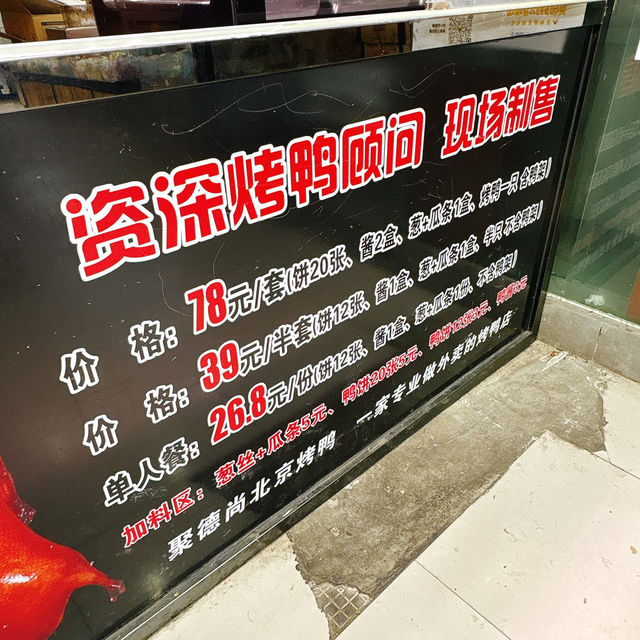 资深烤鸭顾问 现场制售
价 格：78元/套(饼20张、酱2盒、葱+瓜条1盒、烤鸭一只 含鸭架)
价 格：39元/半套(饼12张、酱1盒、葱+瓜条1盒、半只 不含鸭架)
单人餐：26.8元/份(饼12张、酱1盒、葱+瓜条1份、不含鸭架)
加料区：葱丝+瓜条5元、鸭饼20张5元、鸭饼12张3元、鸭酱2元
聚德尚北京烤鸭 一家专业做外卖的烤鸭店